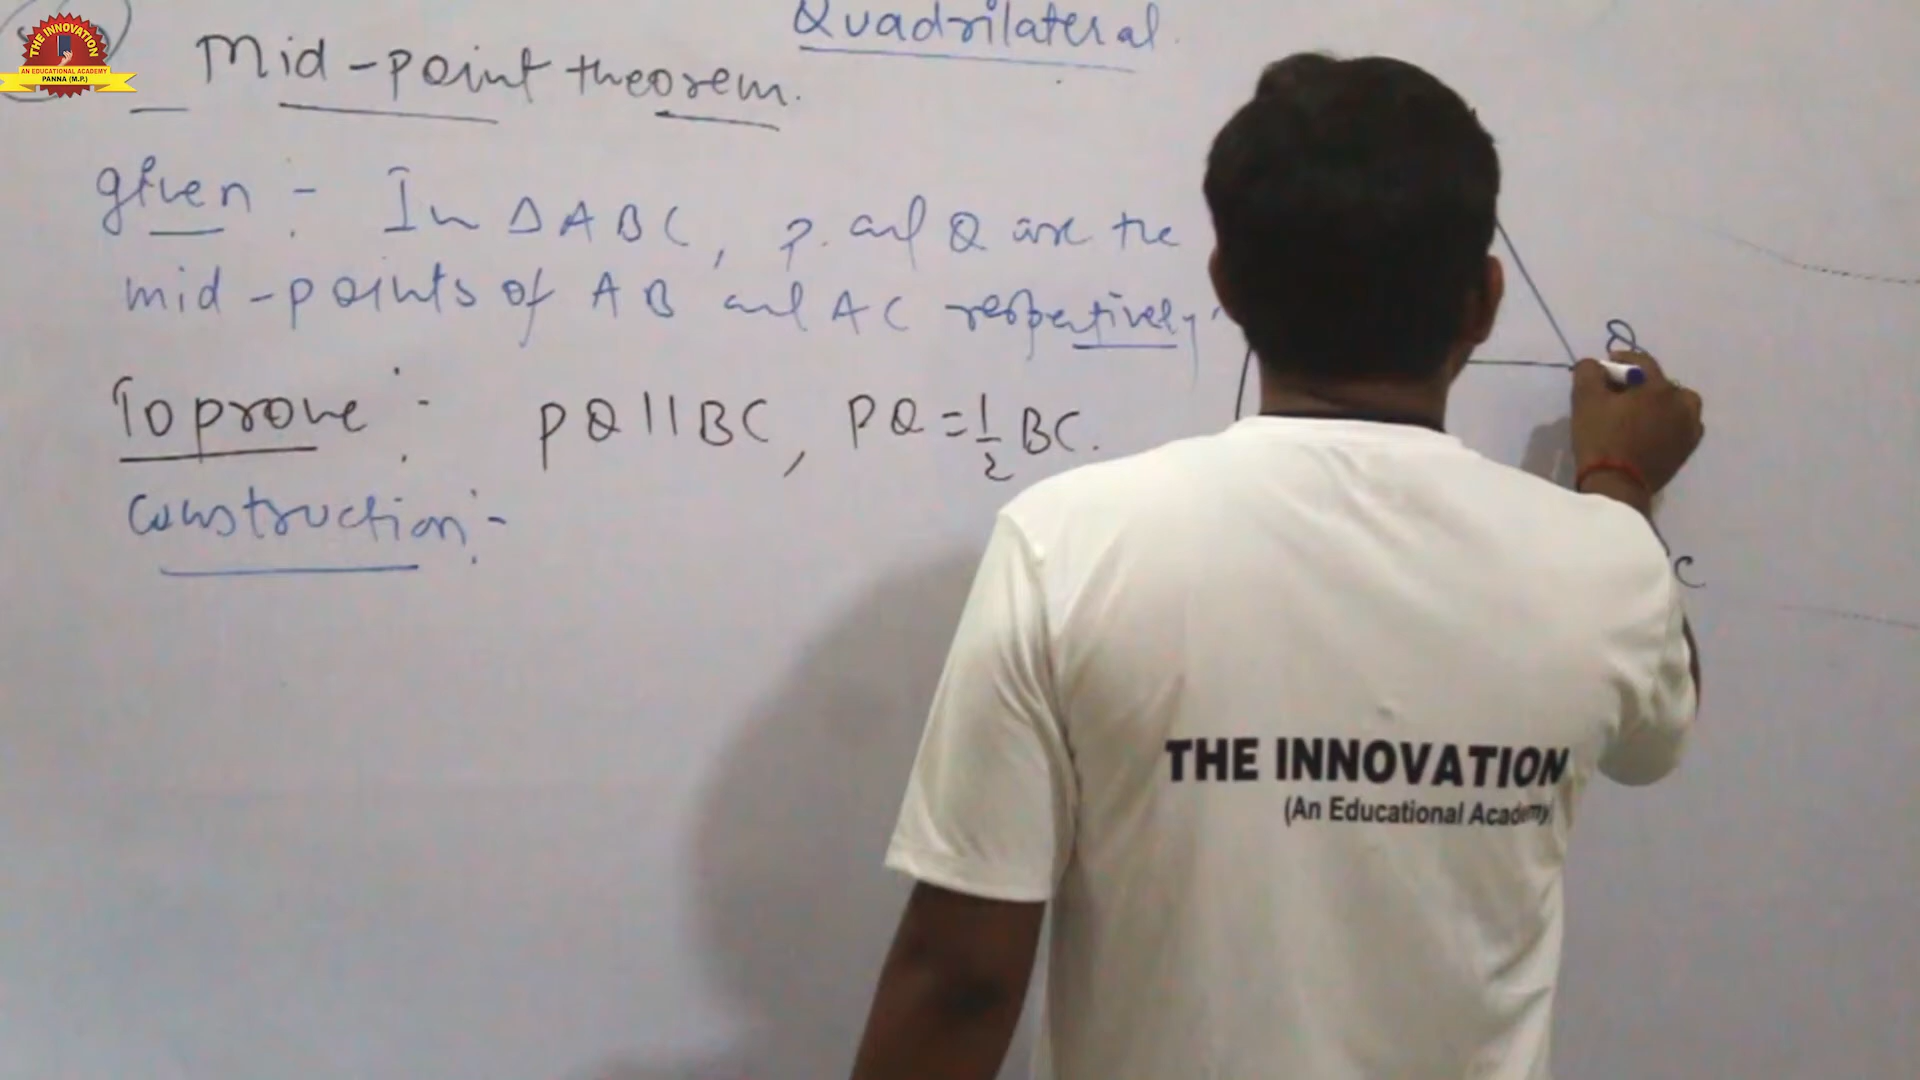 THE INNOVATION
AN EDUCATIONAL ACADEMY
PANNA (M.P.)
Quadrilateral
Mid-point theorem.
given :- In ΔABC, P and Q are the
mid-points of AB and AC respectively.
To prove :- PQ || BC, PQ = 1/2 BC.
Construction :-
Q
C
THE INNOVATION
(An Educational Academy)